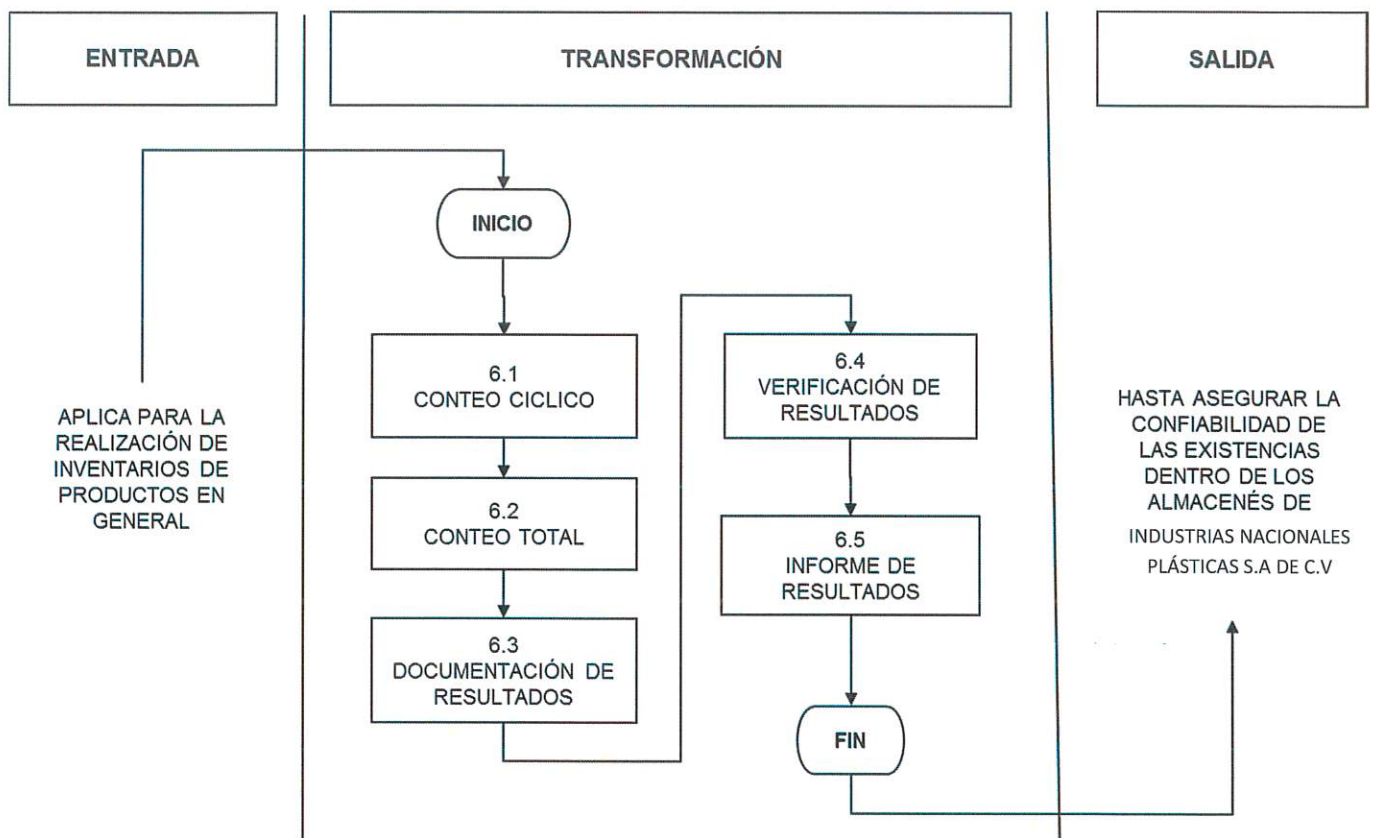 ENTRADA
TRANSFORMACIÓN
SALIDA
APLICA PARA LA
REALIZACIÓN DE
INVENTARIOS DE
PRODUCTOS EN
GENERAL
INICIO
6.1
CONTEO CICLICO
6.2
CONTEO TOTAL
6.3
DOCUMENTACIÓN DE
RESULTADOS
6.4
VERIFICACIÓN DE
RESULTADOS
6.5
INFORME DE
RESULTADOS
FIN
HASTA ASEGURAR LA
CONFIABILIDAD DE
LAS EXISTENCIAS
DENTRO DE LOS
ALMACENÉS DE
INDUSTRIAS NACIONALES
PLÁSTICAS S.A DE C.V